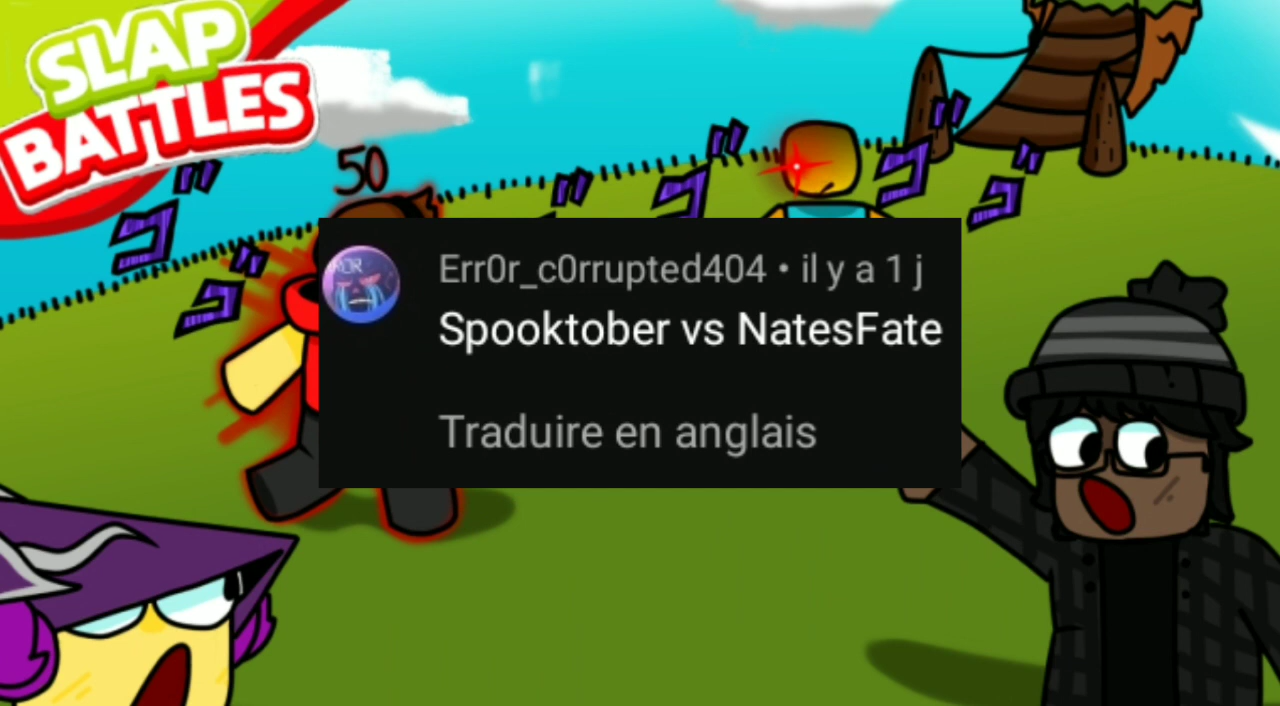 SLAP
BATTLES
50
Err0r_c0rrupted404 • il y a 1 j
Spooktober vs NatesFate
Traduire en anglais